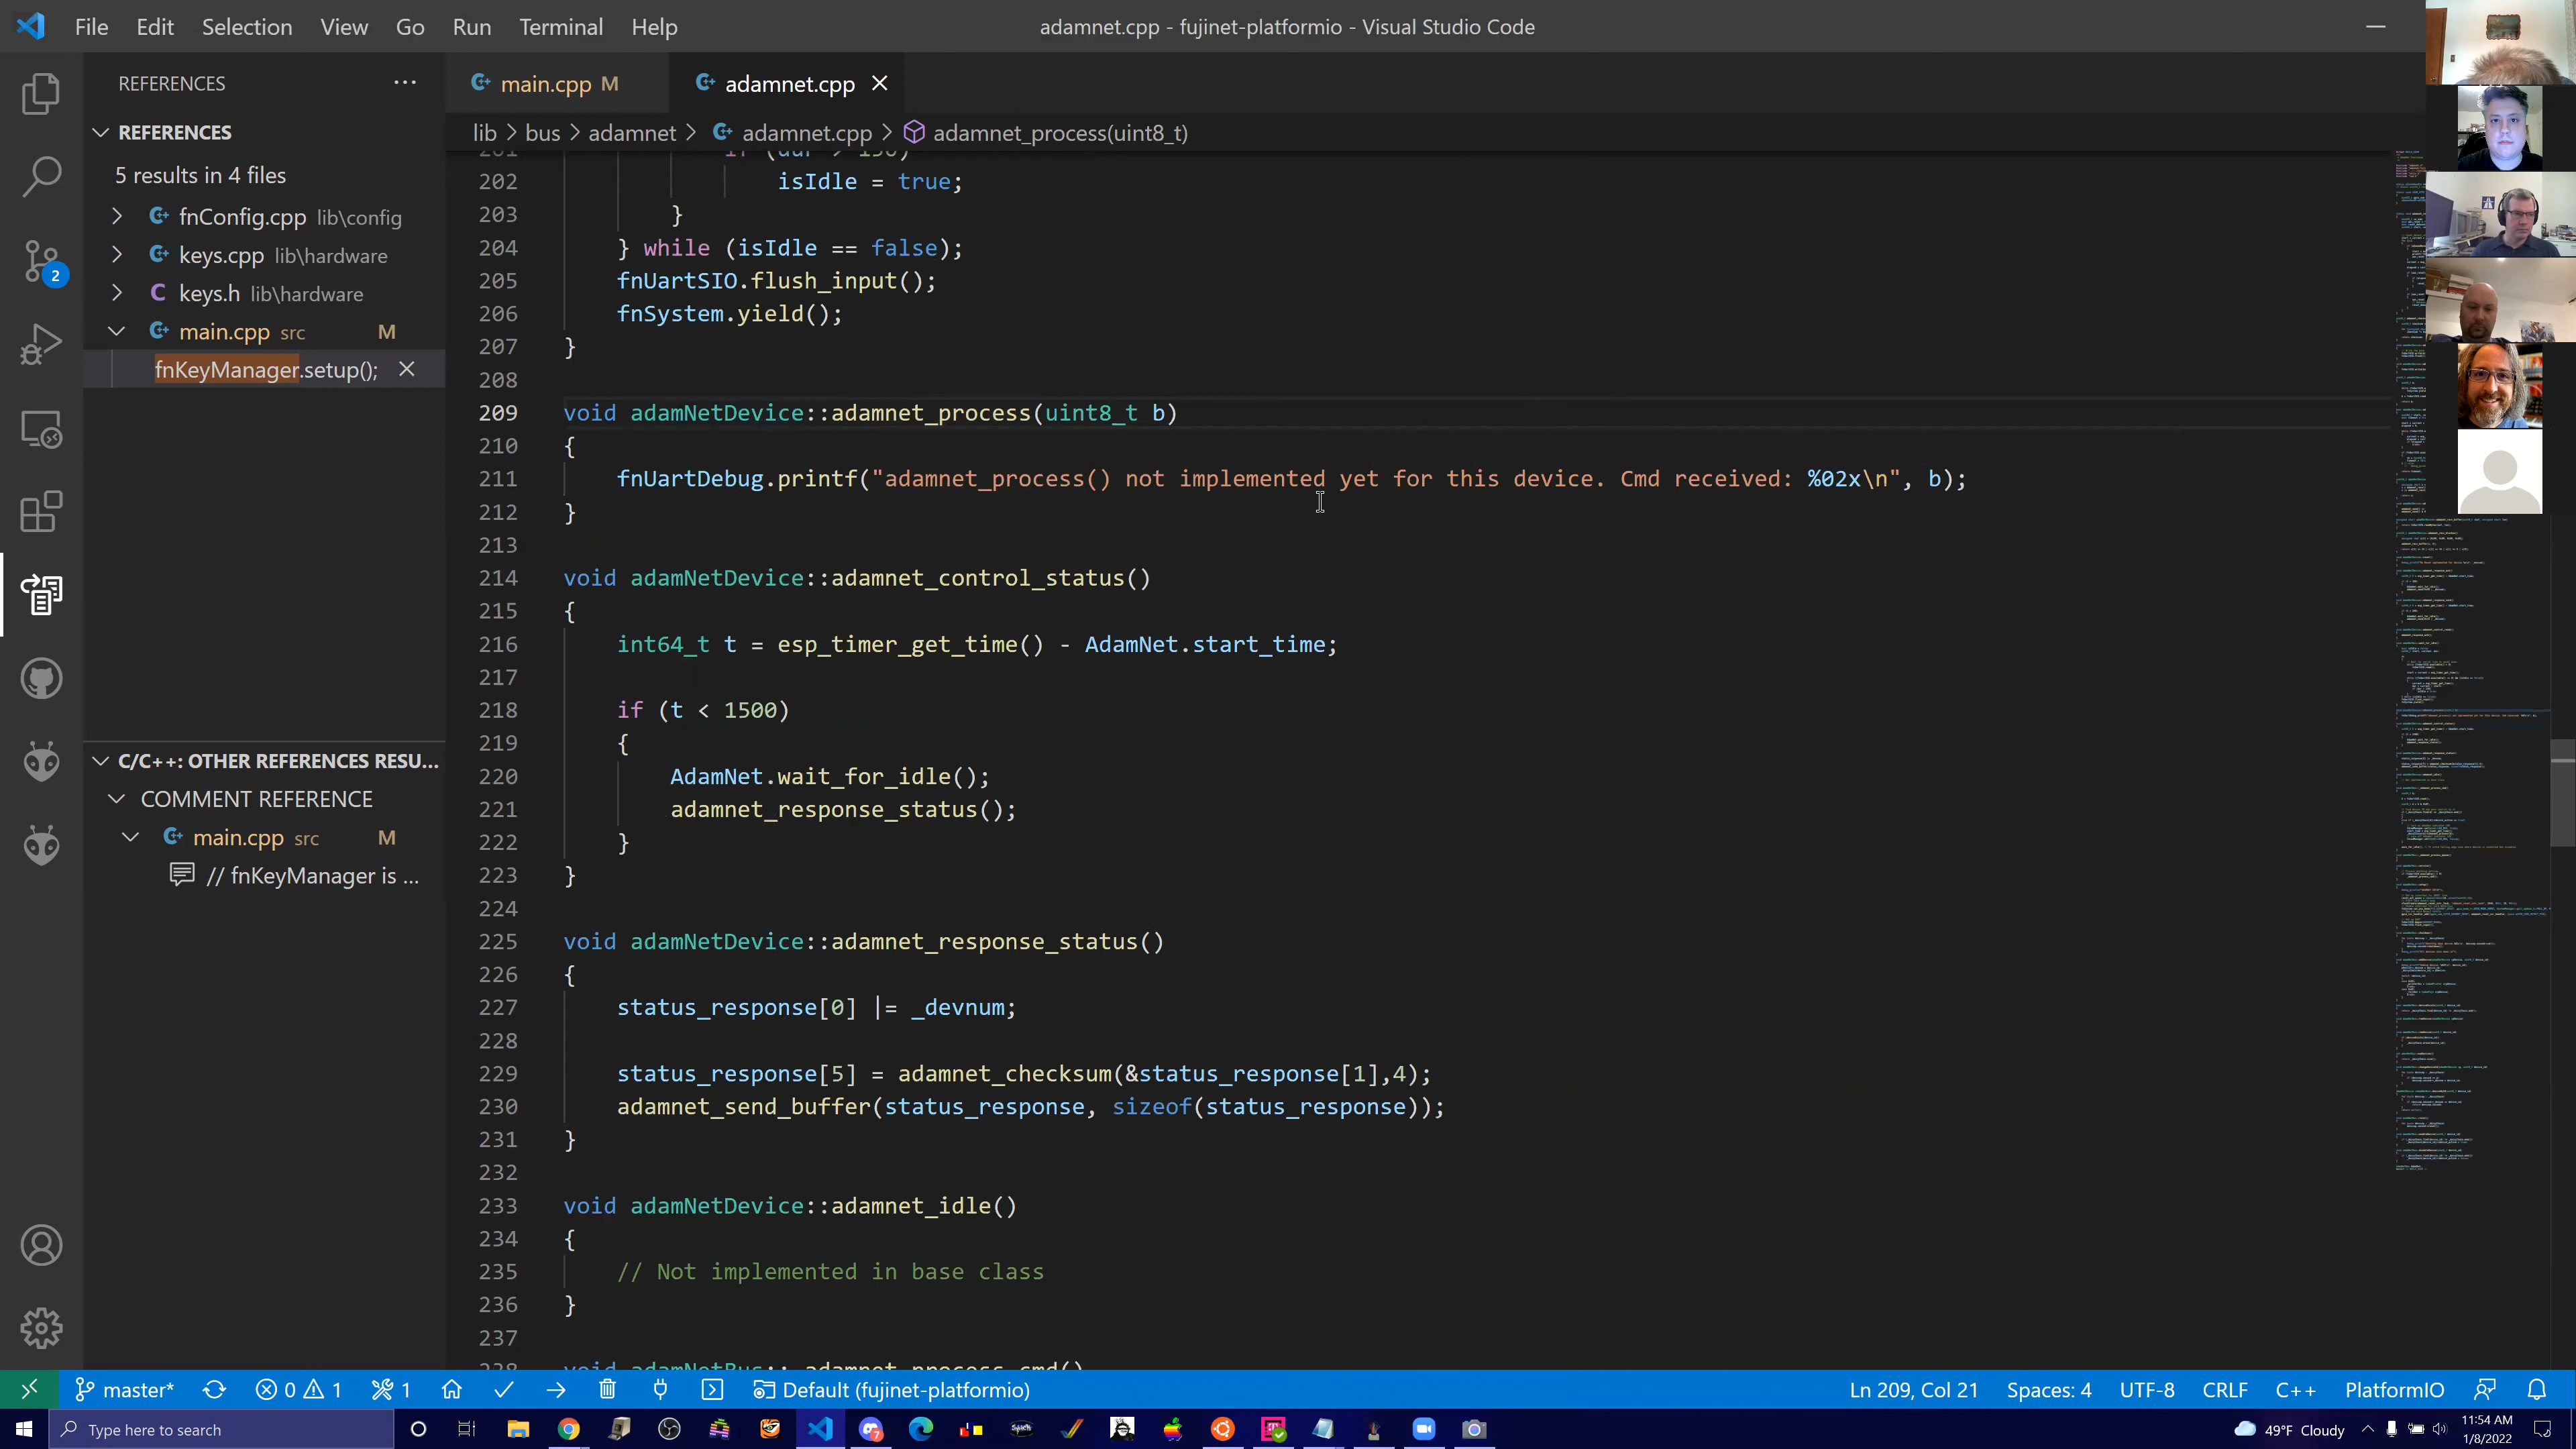 File Edit Selection View Go Run Terminal Help
adamnet.cpp - fujinet-platformio - Visual Studio Code
REFERENCES
REFERENCES
5 results in 4 files
fnConfig.cpp lib\config
keys.cpp lib\hardware
keys.h lib\hardware
main.cpp src M
fnKeyManager.setup();
2
C/C++: OTHER REFERENCES RESU...
COMMENT REFERENCE
main.cpp src M
// fnKeyManager is ...
main.cpp M
adamnet.cpp
lib > bus > adamnet > adamnet.cpp > adamnet_process(uint8_t)
202 isIdle = true;
203 }
204 } while (isIdle == false);
205 fnUartSIO.flush_input();
206 fnSystem.yield();
207 }
208
209 void adamNetDevice::adamnet_process(uint8_t b)
210 {
211 fnUartDebug.printf("adamnet_process() not implemented yet for this device. Cmd received: %02x\n", b);
212 }
213
214 void adamNetDevice::adamnet_control_status()
215 {
216 int64_t t = esp_timer_get_time() - AdamNet.start_time;
217
218 if (t < 1500)
219 {
220 AdamNet.wait_for_idle();
221 adamnet_response_status();
222 }
223 }
224
225 void adamNetDevice::adamnet_response_status()
226 {
227 status_response[0] |= _devnum;
228
229 status_response[5] = adamnet_checksum(&status_response[1],4);
230 adamnet_send_buffer(status_response, sizeof(status_response));
231 }
232
233 void adamNetDevice::adamnet_idle()
234 {
235 // Not implemented in base class
236 }
237
238 void adamNetBus::_adamnet_process_cmd()
master* 0 1 1 Default (fujinet-platformio)
Ln 209, Col 21 Spaces: 4 UTF-8 CRLF C++ PlatformIO
Type here to search
49°F Cloudy
11:54 AM
1/8/2022